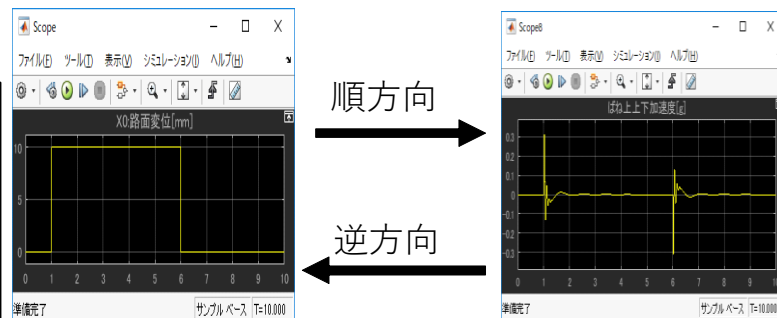 Scope
ファイル(F) ツール(T) 表示(V) シミュレーション(I) ヘルプ(H)
X0:路面変位[mm]
10
5
0
0 1 2 3 4 5 6 7 8 9 10
準備完了
サンプル ベース T=10.000
順方向
逆方向
Scope8
ファイル(F) ツール(T) 表示(V) シミュレーション(I) ヘルプ(H)
ばね上上下加速度[g]
0.3
0.2
0.1
0
-0.1
-0.2
-0.3
0 1 2 3 4 5 6 7 8 9
準備完了
サンプル ベース T=10.000